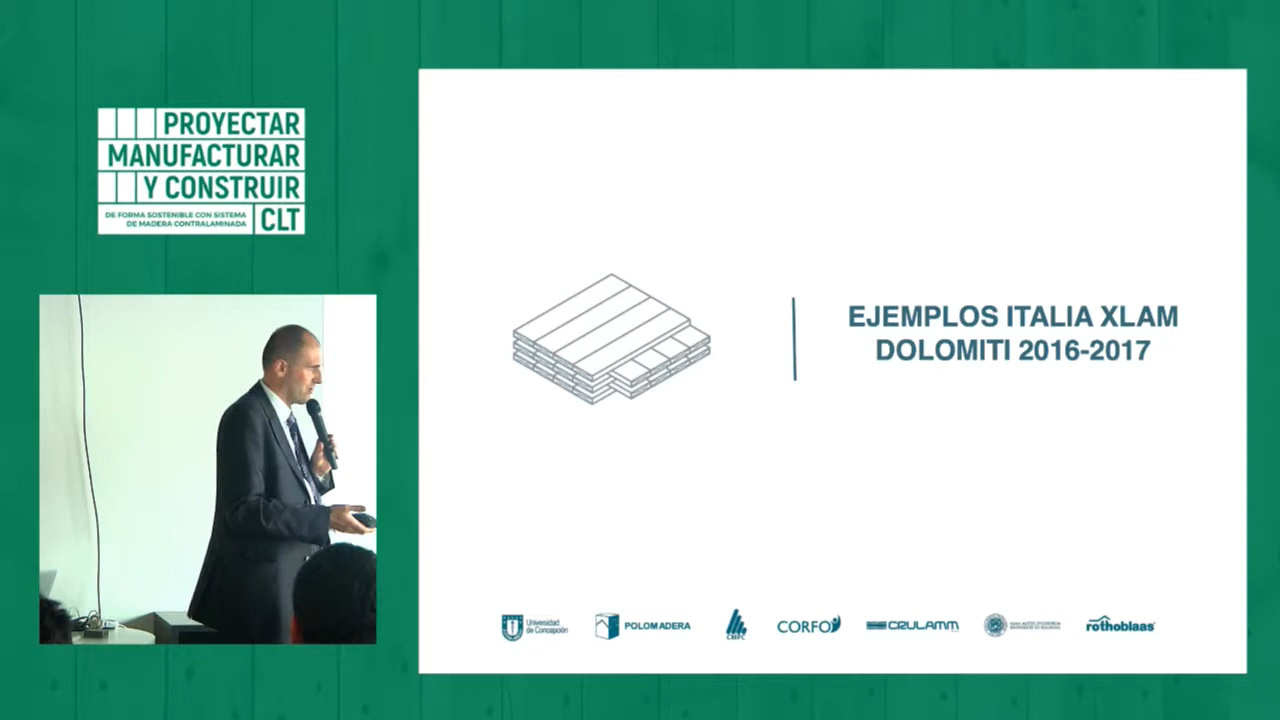 PROYECTAR
MANUFACTURAR
Y CONSTRUIR
DE FORMA SOSTENIBLE CON SISTEMA
DE MADERA CONTRALAMINADA
CLT
EJEMPLOS ITALIA XLAM
DOLOMITI 2016-2017
Universidad
de Concepción
POLOMADERA
CMPC
CORFO
CRULAMM
rothoblaas